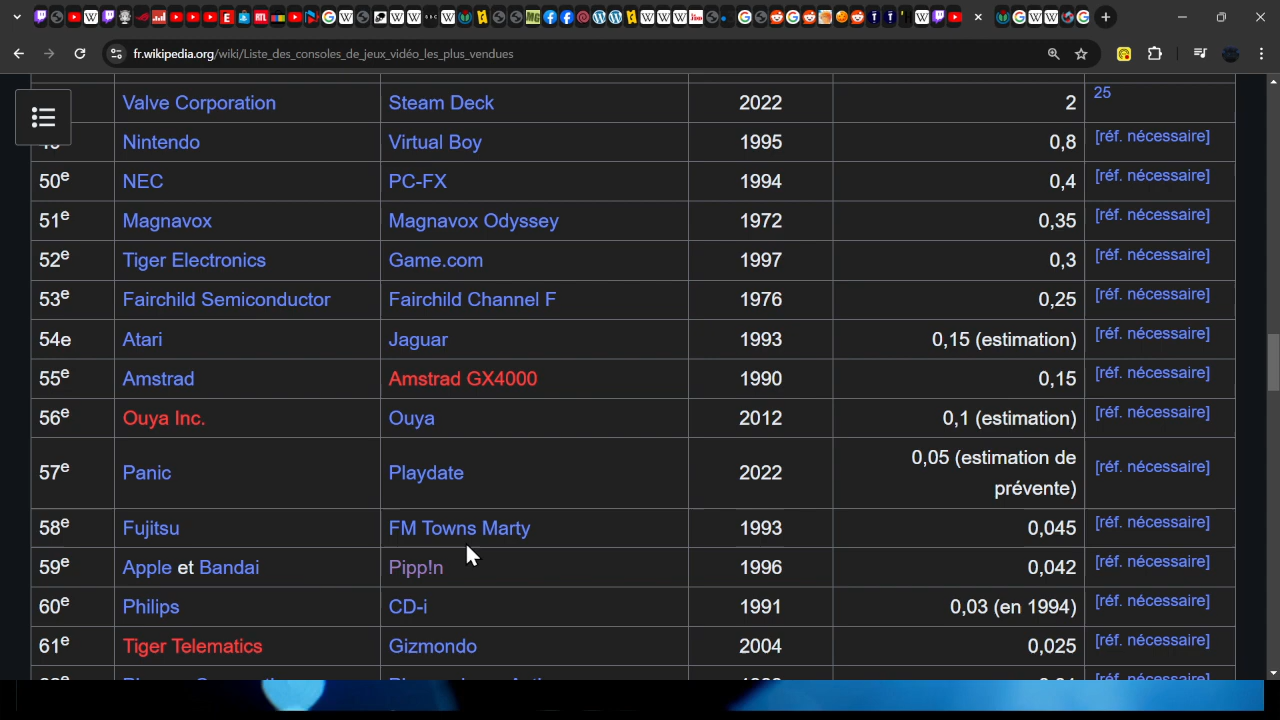 fr.wikipedia.org/wiki/Liste_des_consoles_de_jeux_vidéo_les_plus_vendues
Valve Corporation Steam Deck 2022 2 25
Nintendo Virtual Boy 1995 0,8 [réf. nécessaire]
50e NEC PC-FX 1994 0,4 [réf. nécessaire]
51e Magnavox Magnavox Odyssey 1972 0,35 [réf. nécessaire]
52e Tiger Electronics Game.com 1997 0,3 [réf. nécessaire]
53e Fairchild Semiconductor Fairchild Channel F 1976 0,25 [réf. nécessaire]
54e Atari Jaguar 1993 0,15 (estimation) [réf. nécessaire]
55e Amstrad Amstrad GX4000 1990 0,15 [réf. nécessaire]
56e Ouya Inc. Ouya 2012 0,1 (estimation) [réf. nécessaire]
57e Panic Playdate 2022 0,05 (estimation de
prévente) [réf. nécessaire]
58e Fujitsu FM Towns Marty 1993 0,045 [réf. nécessaire]
59e Apple et Bandai Pipp!n 1996 0,042 [réf. nécessaire]
60e Philips CD-i 1991 0,03 (en 1994) [réf. nécessaire]
61e Tiger Telematics Gizmondo 2004 0,025 [réf. nécessaire]